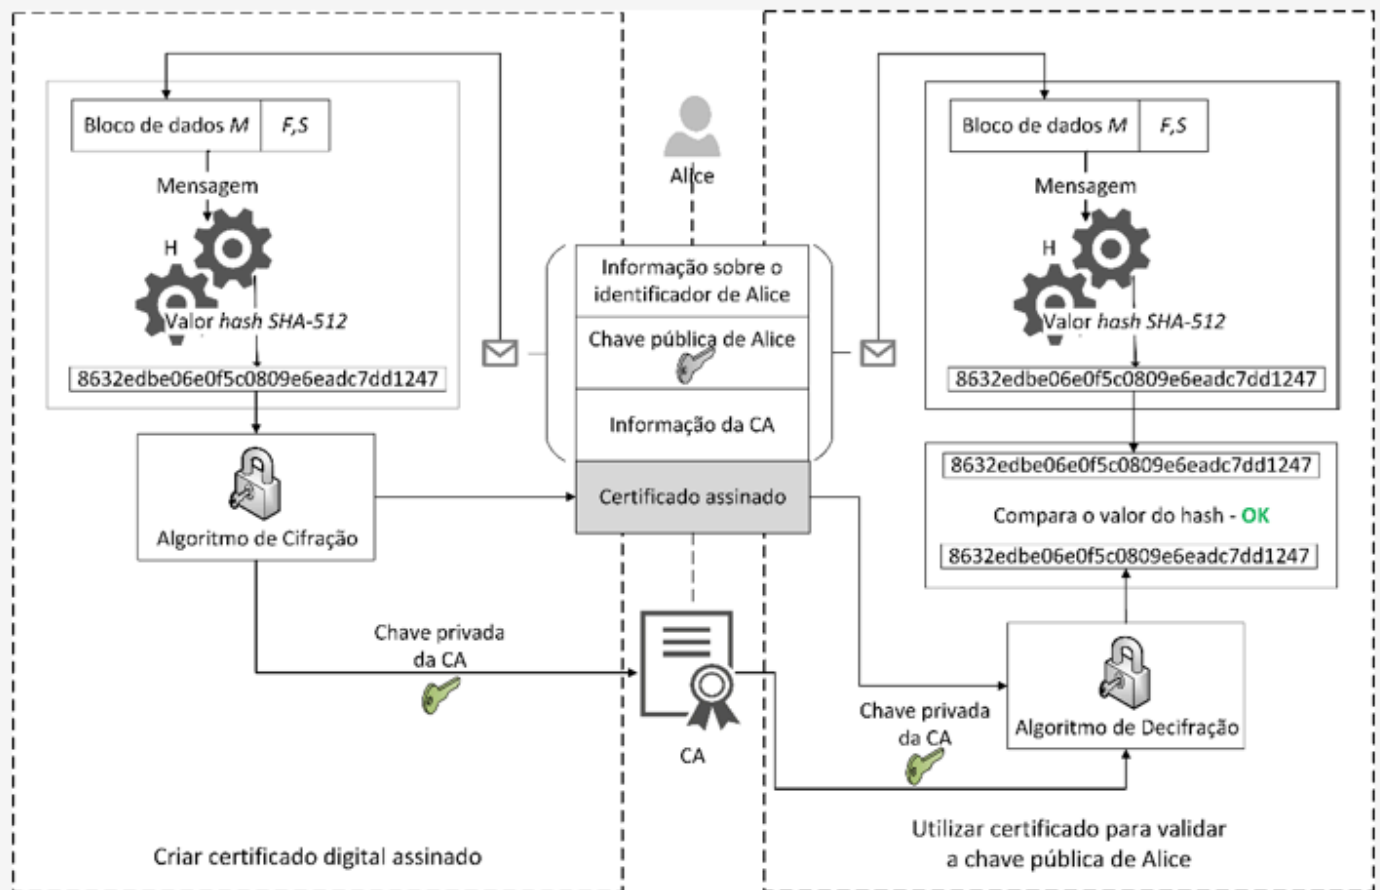 Bloco de dados M
F,S
Mensagem
H
Valor hash SHA-512
8632edbe06e0f5c0809e6eadc7dd1247
Algoritmo de Cifração
Chave privada
da CA
Criar certificado digital assinado
Alice
Informação sobre o
identificador de Alice
Chave pública de Alice
Informação da CA
Certificado assinado
CA
Bloco de dados M
F,S
Mensagem
H
Valor hash SHA-512
8632edbe06e0f5c0809e6eadc7dd1247
8632edbe06e0f5c0809e6eadc7dd1247
Compara o valor do hash - OK
8632edbe06e0f5c0809e6eadc7dd1247
Chave privada
da CA
Algoritmo de Decifração
Utilizar certificado para validar
a chave pública de Alice